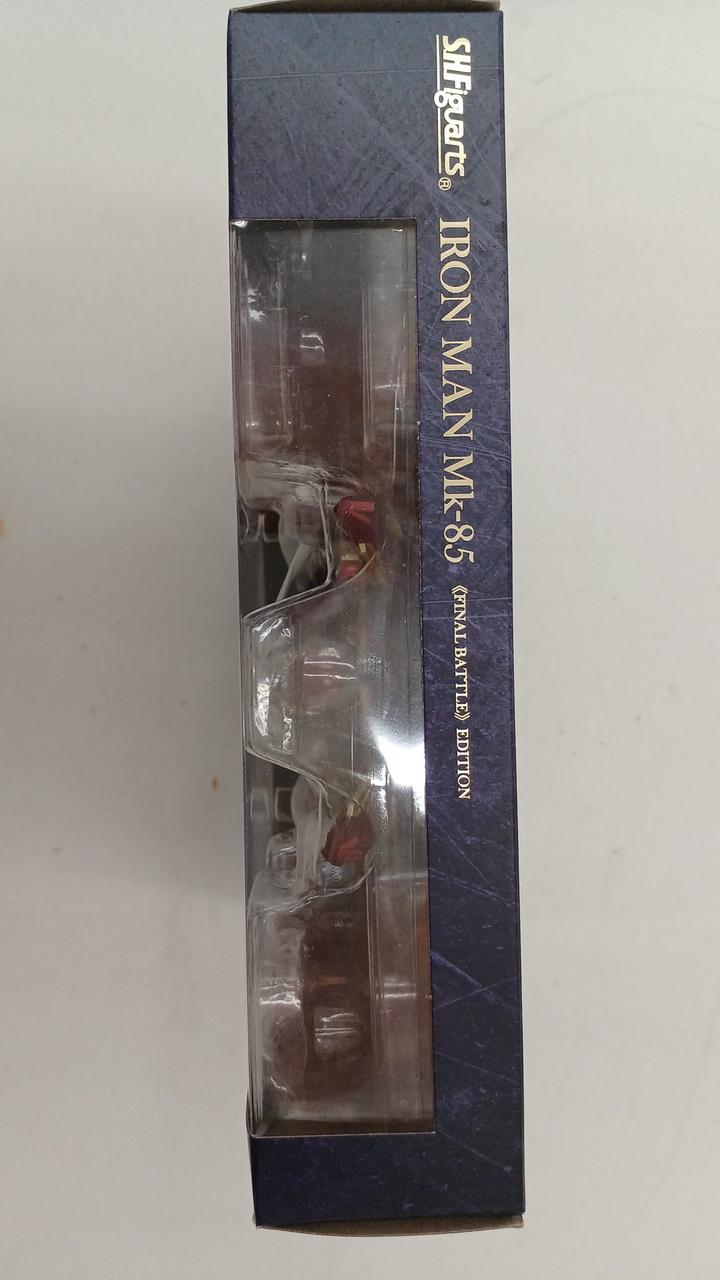 S.H.Figuarts®
IRON MAN Mk-85 《FINAL BATTLE》 EDITION